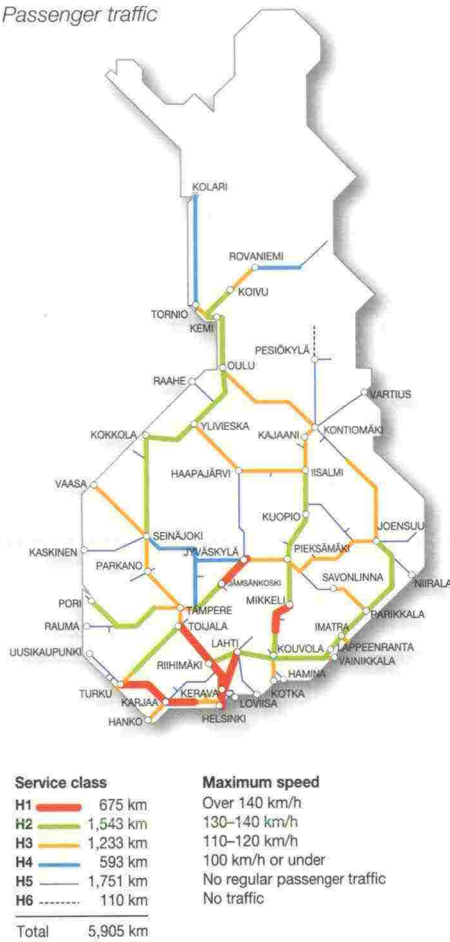 Passenger traffic
KOLARI
ROVANIEMI
KOIVU
TORNIO
KEMI
PESIÖKYLÄ
OULU
RAAHE
VARTIUS
YLIVIESKA
KOKKOLA
KAJAANI
KONTIOMÄKI
HAAPAJÄRVI
IISALMI
VAASA
KUOPIO
SEINÄJOKI
JOENSUU
KASKINEN
JYVÄSKYLÄ
PIEKSÄMÄKI
PARKANO
JÄMSÄNKOSKI
SAVONLINNA
NIIRALA
PORI
MIKKELI
TAMPERE
PARIKKALA
RAUMA
TOIJALA
IMATRA
LAHTI
LAPPEENRANTA
UUSIKAUPUNKI
RIIHIMÄKI
KOUVOLA
VAINIKKALA
TURKU
KERAVA
HAMINA
KARJAA
LOVIISA
KOTKA
HANKO
HELSINKI
Service class Maximum speed
H1 675 km Over 140 km/h
H2 1,543 km 130–140 km/h
H3 1,233 km 110–120 km/h
H4 593 km 100 km/h or under
H5 1,751 km No regular passenger traffic
H6 110 km No traffic
Total 5,905 km